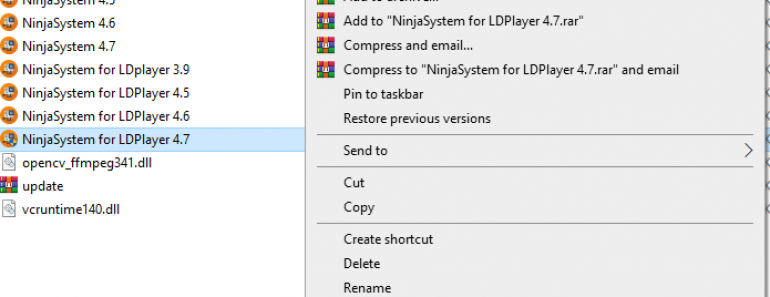 NinjaSystem 4.5
NinjaSystem 4.6
NinjaSystem 4.7
NinjaSystem for LDplayer 3.9
NinjaSystem for LDPlayer 4.5
NinjaSystem for LDPlayer 4.6
NinjaSystem for LDPlayer 4.7
opencv_ffmpeg341.dll
update
vcruntime140.dll
Add to archive...
Add to "NinjaSystem for LDPlayer 4.7.rar"
Compress and email...
Compress to "NinjaSystem for LDPlayer 4.7.rar" and email
Pin to taskbar
Restore previous versions
Send to
Cut
Copy
Create shortcut
Delete
Rename